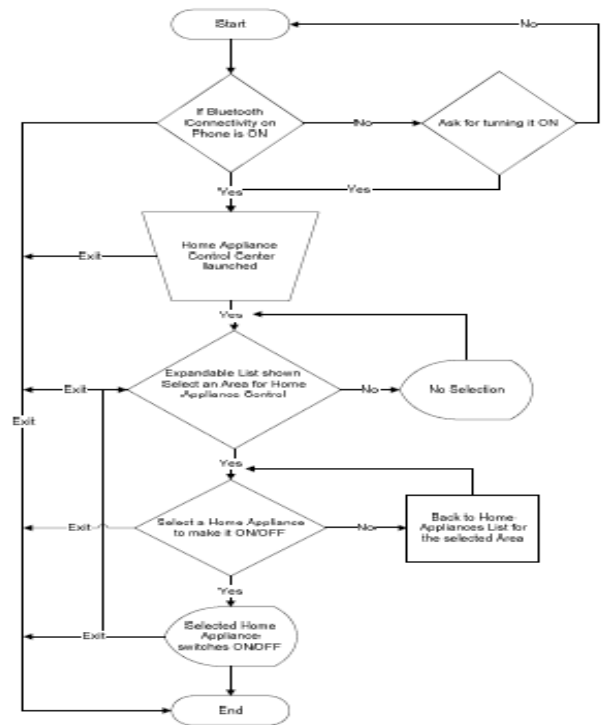 Start
No
If Bluetooth
Connectivity on
Phone is ON
No
Ask for turning it ON
Yes
Yes
Home Appliance
Control Center
launched
Exit
Yes
Expandable List shown
Select an Area for Home
Appliance Control
Exit
No
No Selection
Exit
Yes
Select a Home Appliance
to make it ON/OFF
Exit
No
Back to Home-
Appliances List for
the selected Area
Yes
Selected Home
Appliance
switches ON/OFF
Exit
End